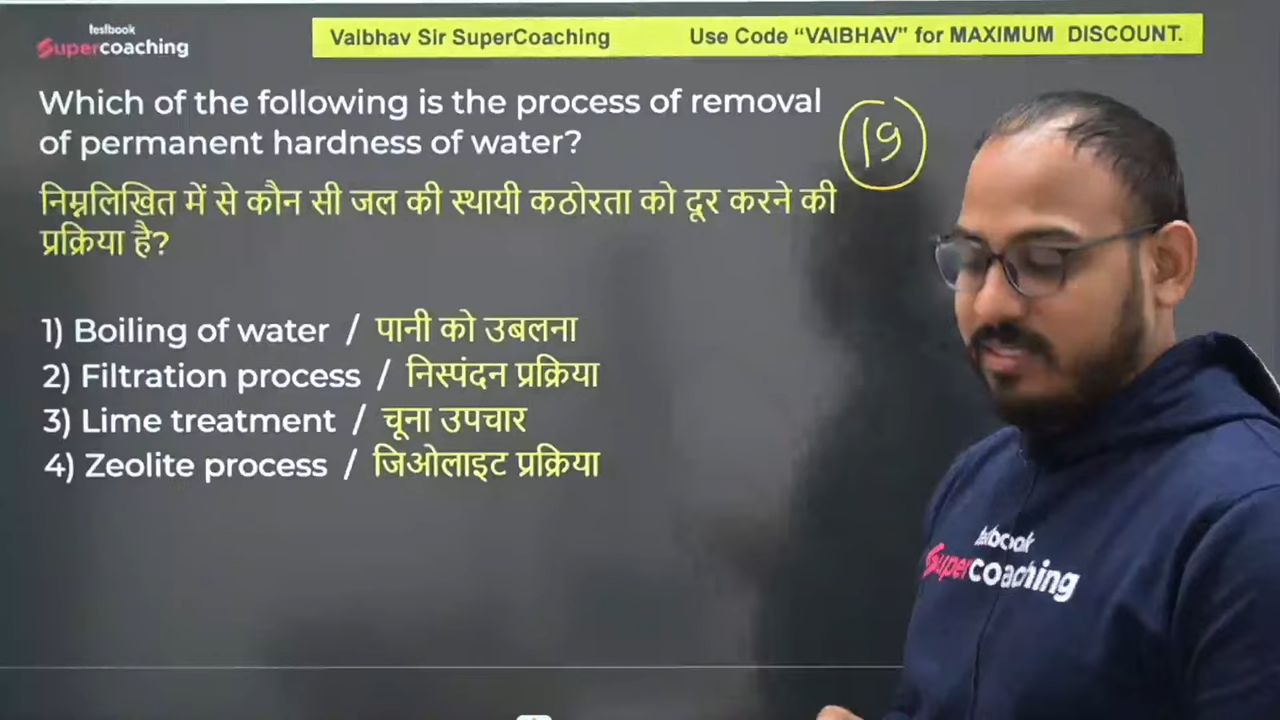 testbook
Supercoaching
Vaibhav Sir SuperCoaching
Use Code “VAIBHAV" for MAXIMUM DISCOUNT.
Which of the following is the process of removal
of permanent hardness of water?
19
निम्नलिखित में से कौन सी जल की स्थायी कठोरता को दूर करने की
प्रक्रिया है?
1) Boiling of water / पानी को उबलना
2) Filtration process / निस्पंदन प्रक्रिया
3) Lime treatment / चूना उपचार
4) Zeolite process / जिओलाइट प्रक्रिया
testbook
Supercoaching